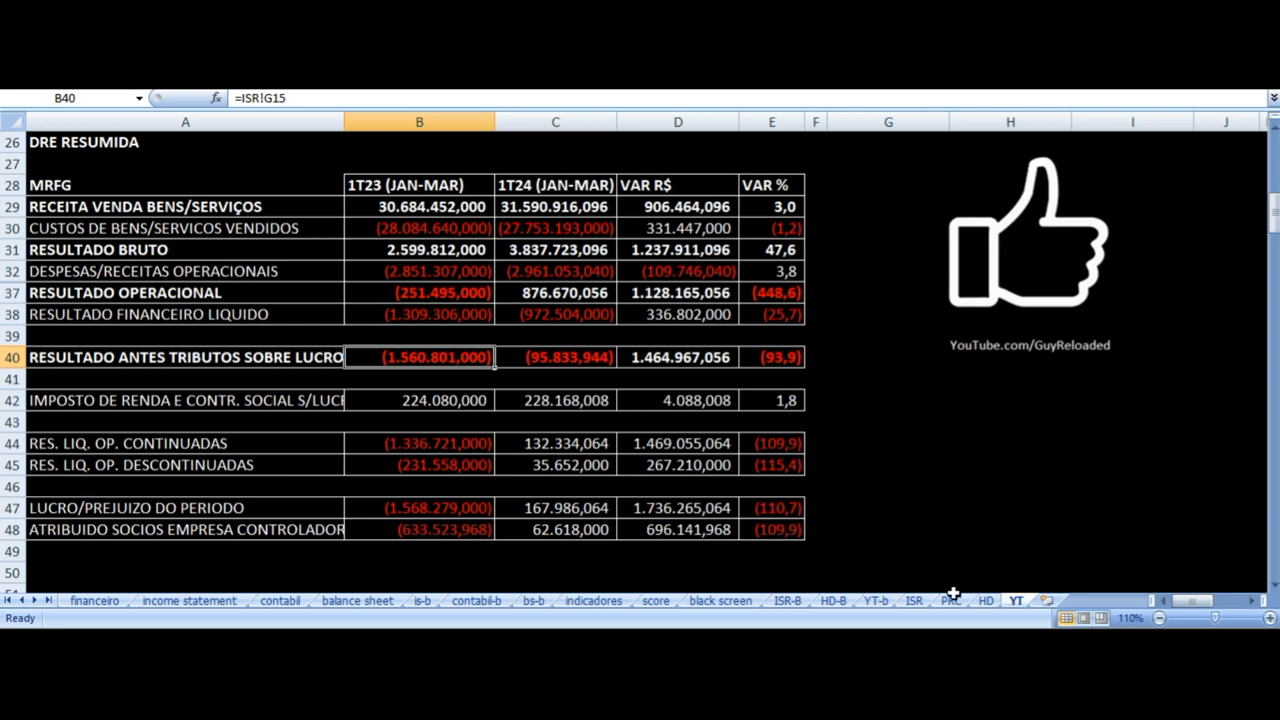 B40 fx =ISR!G15
A B C D E F G H I J
26 DRE RESUMIDA
27
28 MRFG 1T23 (JAN-MAR) 1T24 (JAN-MAR) VAR R$ VAR %
29 RECEITA VENDA BENS/SERVIÇOS 30.684.452,000 31.590.916,096 906.464,096 3,0
30 CUSTOS DE BENS/SERVICOS VENDIDOS (28.084.640,000) (27.753.193,000) 331.447,000 (1,2)
31 RESULTADO BRUTO 2.599.812,000 3.837.723,096 1.237.911,096 47,6
32 DESPESAS/RECEITAS OPERACIONAIS (2.851.307,000) (2.961.053,040) (109.746,040) 3,8
37 RESULTADO OPERACIONAL (251.495,000) 876.670,056 1.128.165,056 (448,6)
38 RESULTADO FINANCEIRO LIQUIDO (1.309.306,000) (972.504,000) 336.802,000 (25,7)
39
40 RESULTADO ANTES TRIBUTOS SOBRE LUCRO (1.560.801,000) (95.833,944) 1.464.967,056 (93,9)
YouTube.com/GuyReloaded
41
42 IMPOSTO DE RENDA E CONTR. SOCIAL S/LUCR 224.080,000 228.168,008 4.088,008 1,8
43
44 RES. LIQ. OP. CONTINUADAS (1.336.721,000) 132.334,064 1.469.055,064 (109,9)
45 RES. LIQ. OP. DESCONTINUADAS (231.558,000) 35.652,000 267.210,000 (115,4)
46
47 LUCRO/PREJUIZO DO PERIODO (1.568.279,000) 167.986,064 1.736.265,064 (110,7)
48 ATRIBUIDO SOCIOS EMPRESA CONTROLADOR (633.523,968) 62.618,000 696.141,968 (109,9)
49
50
financeiro income statement contabil balance sheet is-b contabil-b bs-b indicadores score black screen ISR-B HD-B YT-b ISR PRC HD YT
Ready 110%